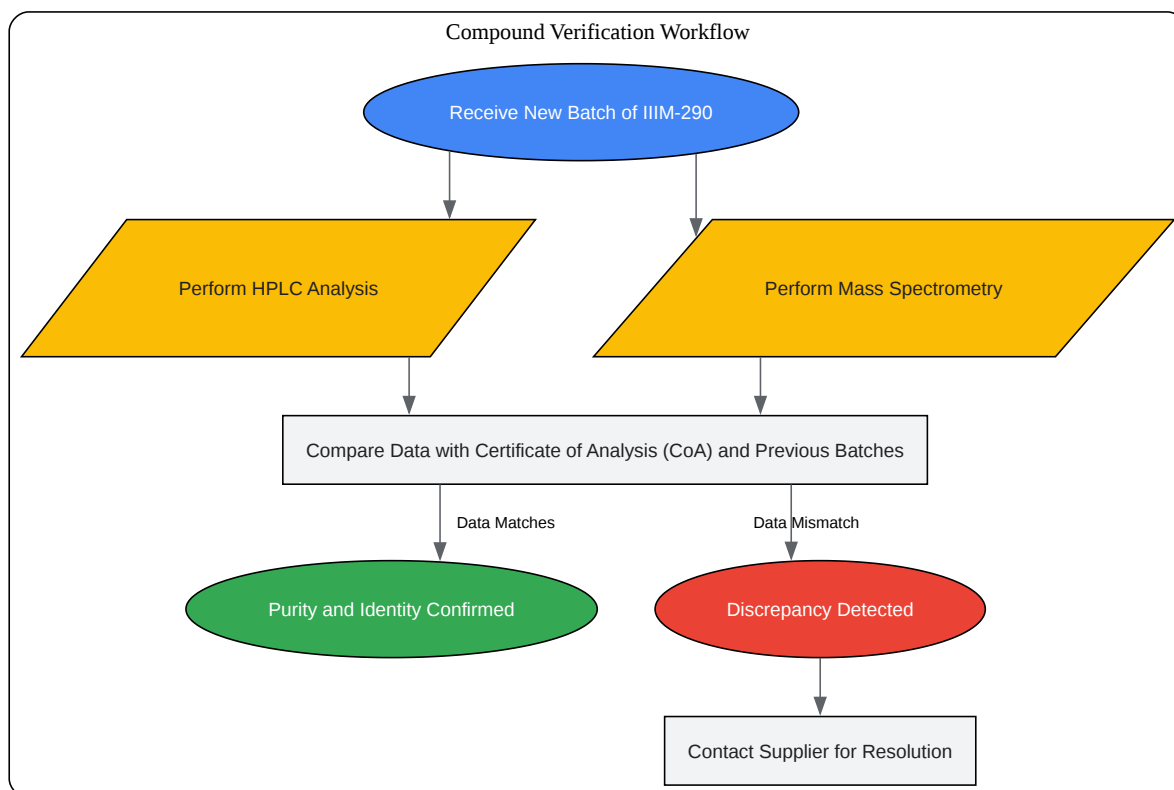 Compound Verification Workflow
Receive New Batch of IIIM-290
Perform HPLC Analysis
Perform Mass Spectrometry
Compare Data with Certificate of Analysis (CoA) and Previous Batches
Data Matches
Data Mismatch
Purity and Identity Confirmed
Discrepancy Detected
Contact Supplier for Resolution